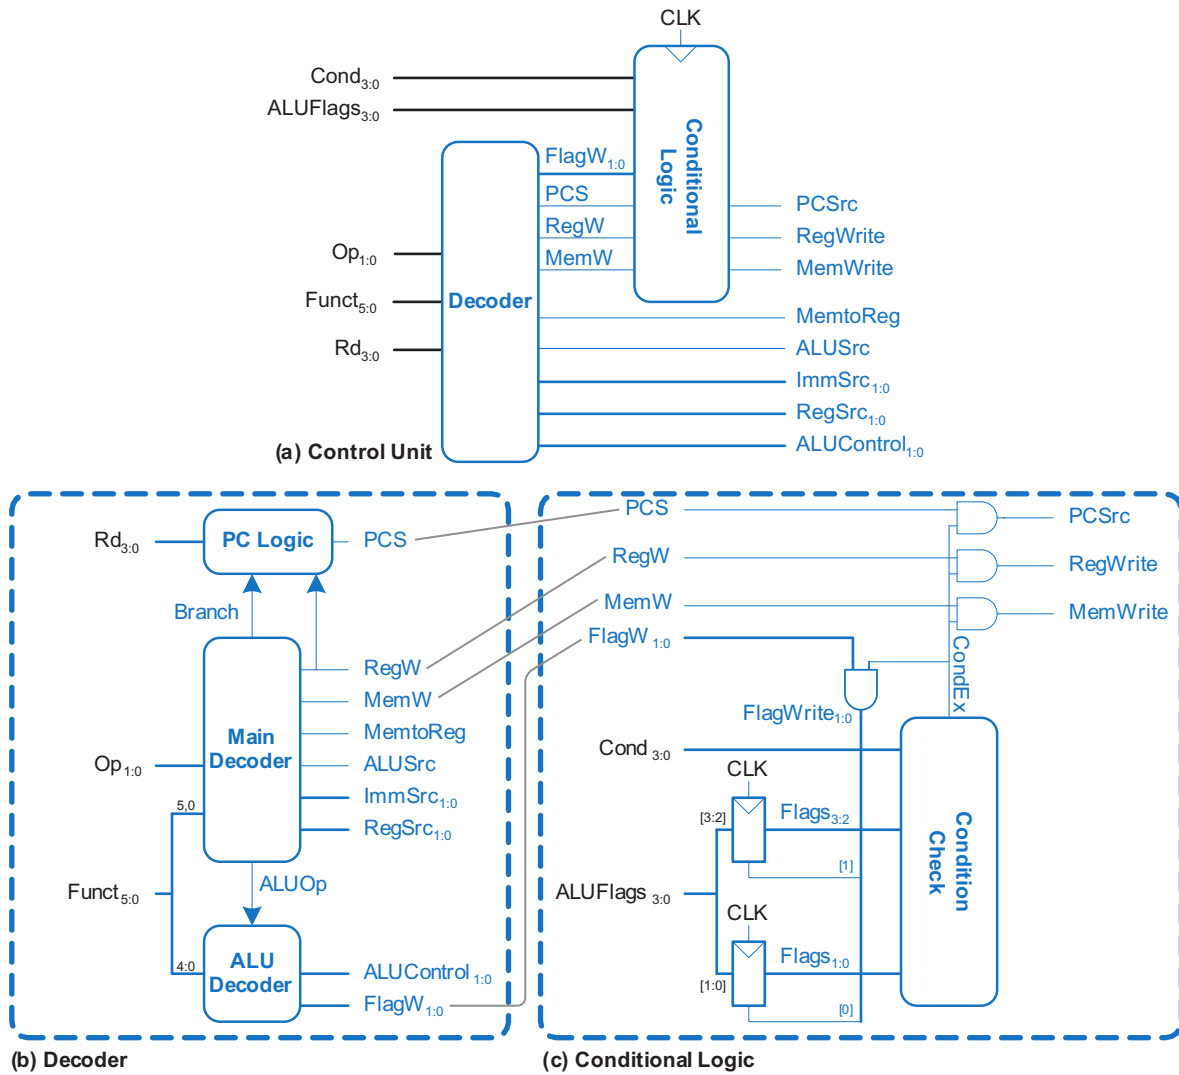 CLK
Cond3:0
ALUFlags3:0
Conditional
Logic
FlagW1:0
PCS
RegW
MemW
PCSrc
RegWrite
MemWrite
Op1:0
Funct5:0
Rd3:0
Decoder
MemtoReg
ALUSrc
ImmSrc1:0
RegSrc1:0
ALUControl1:0
(a) Control Unit
Rd3:0
PC Logic
PCS
Branch
RegW
MemW
MemtoReg
ALUSrc
ImmSrc1:0
RegSrc1:0
Main
Decoder
Op1:0
5,0
ALUOp
Funct5:0
4:0
ALU
Decoder
ALUControl1:0
FlagW1:0
(b) Decoder
PCS
PCSrc
RegW
RegWrite
MemW
MemWrite
FlagW1:0
CondEx
FlagWrite1:0
Cond3:0
CLK
[3:2]
Flags3:2
[1]
Condition
Check
ALUFlags3:0
CLK
Flags1:0
[1:0]
[0]
(c) Conditional Logic